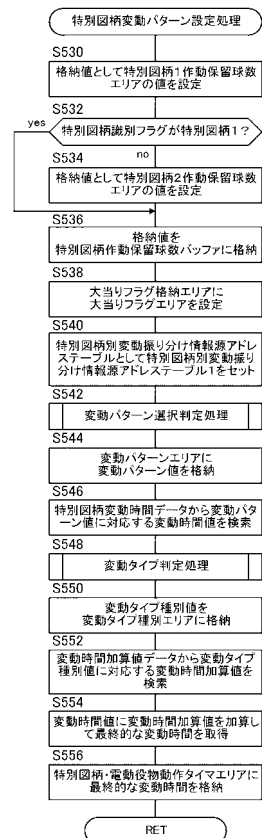 特別図柄変動パターン設定処理
S530
格納値として特別図柄1作動保留球数
エリアの値を設定
S532
yes
特別図柄識別フラグが特別図柄1？
no
S534
格納値として特別図柄2作動保留球数
エリアの値を設定
S536
格納値を
特別図柄作動保留球数バッファに格納
S538
大当りフラグ格納エリアに
大当りフラグエリアを設定
S540
特別図柄別変動振り分け情報源アドレ
ステーブルとして特別図柄別変動振り
分け情報源アドレステーブル1をセット
S542
変動パターン選択判定処理
S544
変動パターンエリアに
変動パターン値を格納
S546
特別図柄変動時間データから変動パタ
ーン値に対応する変動時間値を検索
S548
変動タイプ判定処理
S550
変動タイプ種別値を
変動タイプ種別エリアに格納
S552
変動時間加算値データから変動タイプ
種別値に対応する変動時間加算値を
検索
S554
変動時間値に変動時間加算値を加算し
て最終的な変動時間を取得
S556
特別図柄・電動役物動作タイマエリアに
最終的な変動時間を格納
RET